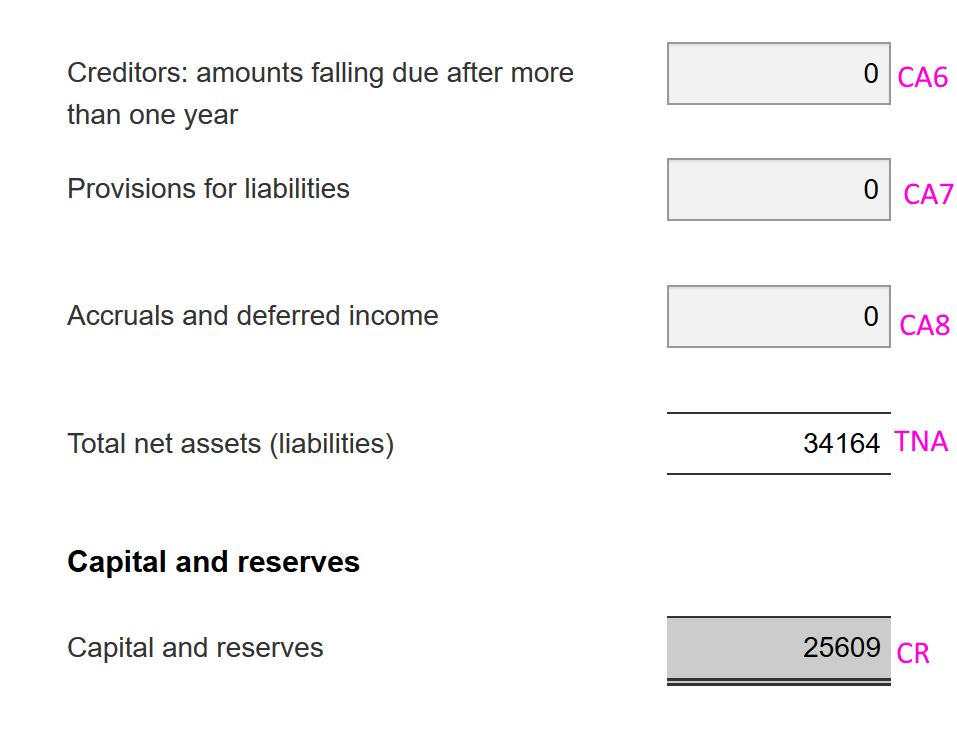 Creditors: amounts falling due after more
than one year
0 CA6
Provisions for liabilities
0 CA7
Accruals and deferred income
0 CA8
Total net assets (liabilities)
34164 TNA
Capital and reserves
Capital and reserves
25609 CR